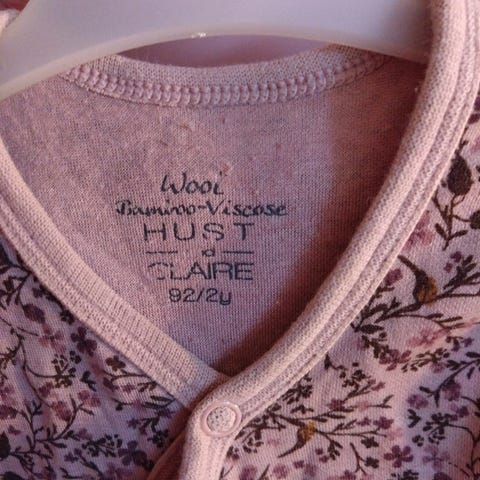 Wool
Bamboo-Viscose
HUST
&
CLAIRE
92/2y